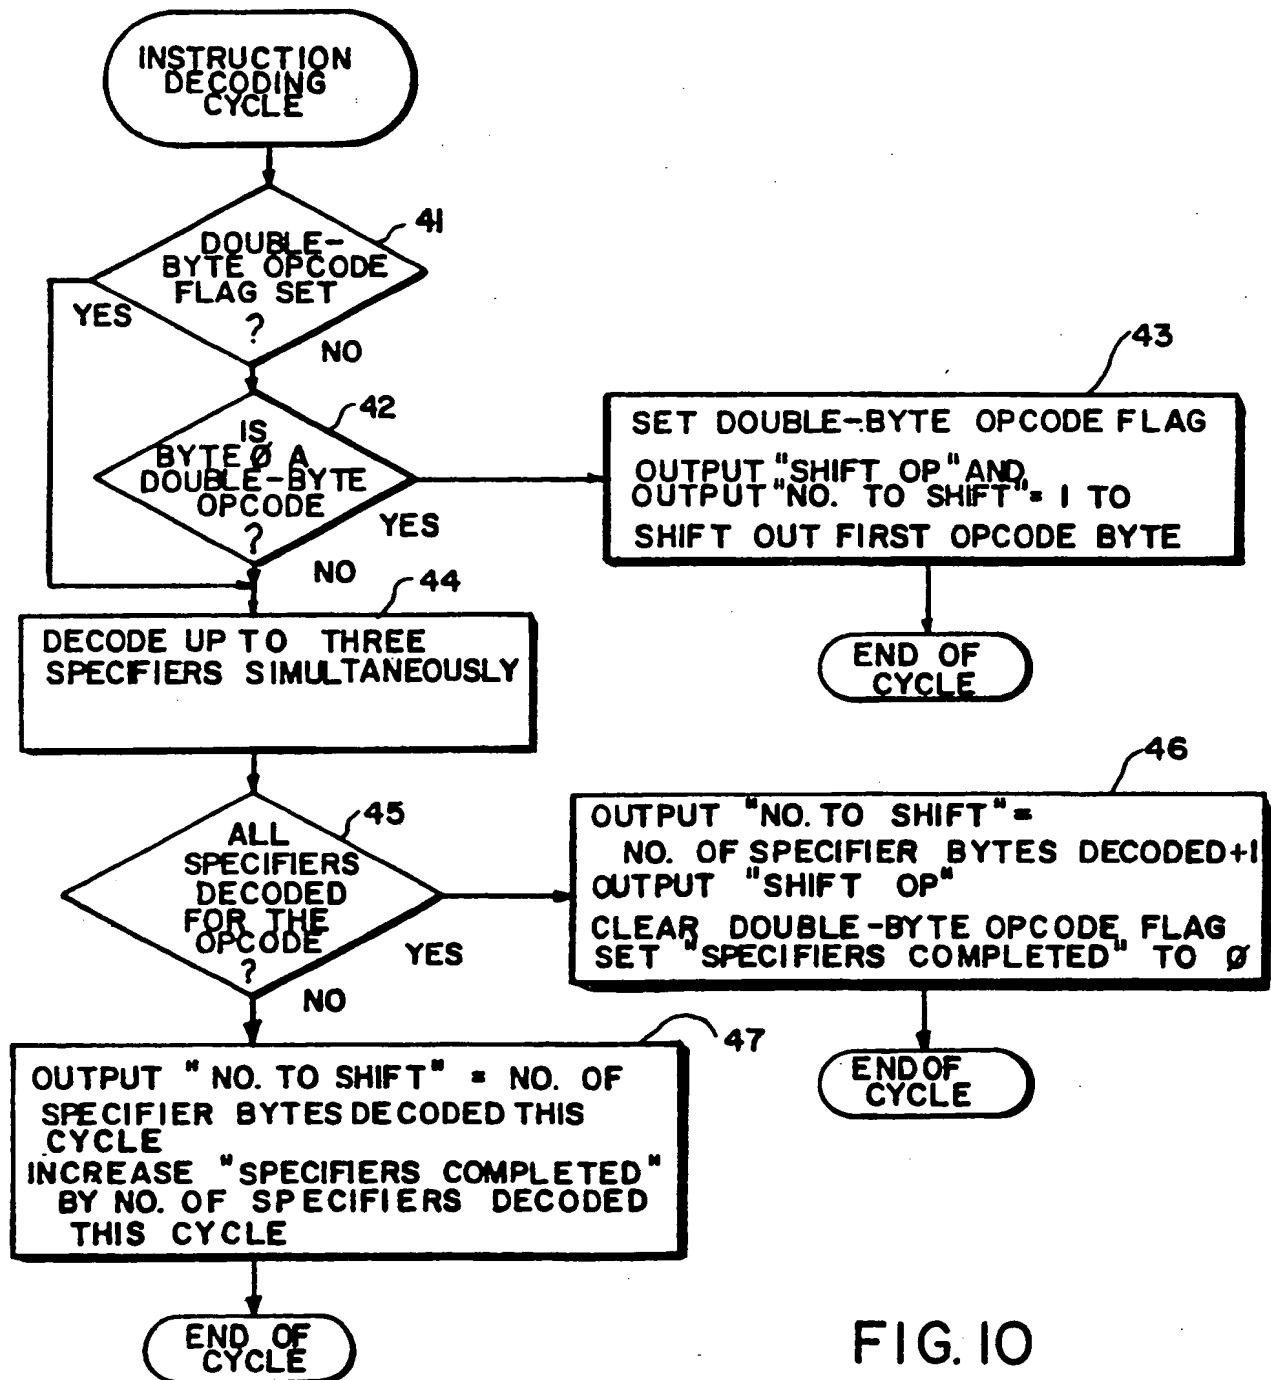 INSTRUCTION
DECODING
CYCLE
41
DOUBLE-
BYTE OPCODE
FLAG SET
?
YES
NO
42
IS
BYTE Ø A
DOUBLE-BYTE
OPCODE
?
YES
NO
43
SET DOUBLE-BYTE OPCODE FLAG
OUTPUT "SHIFT OP" AND
OUTPUT "NO. TO SHIFT" = 1 TO
SHIFT OUT FIRST OPCODE BYTE
END OF
CYCLE
44
DECODE UP TO THREE
SPECIFIERS SIMULTANEOUSLY
45
ALL
SPECIFIERS
DECODED
FOR THE
OPCODE
?
YES
NO
46
OUTPUT "NO. TO SHIFT" =
NO. OF SPECIFIER BYTES DECODED+1
OUTPUT "SHIFT OP"
CLEAR DOUBLE-BYTE OPCODE FLAG
SET "SPECIFIERS COMPLETED" TO Ø
END OF
CYCLE
47
OUTPUT "NO. TO SHIFT" = NO. OF
SPECIFIER BYTES DECODED THIS
CYCLE
INCREASE "SPECIFIERS COMPLETED"
BY NO. OF SPECIFIERS DECODED
THIS CYCLE
END OF
CYCLE
FIG. 10